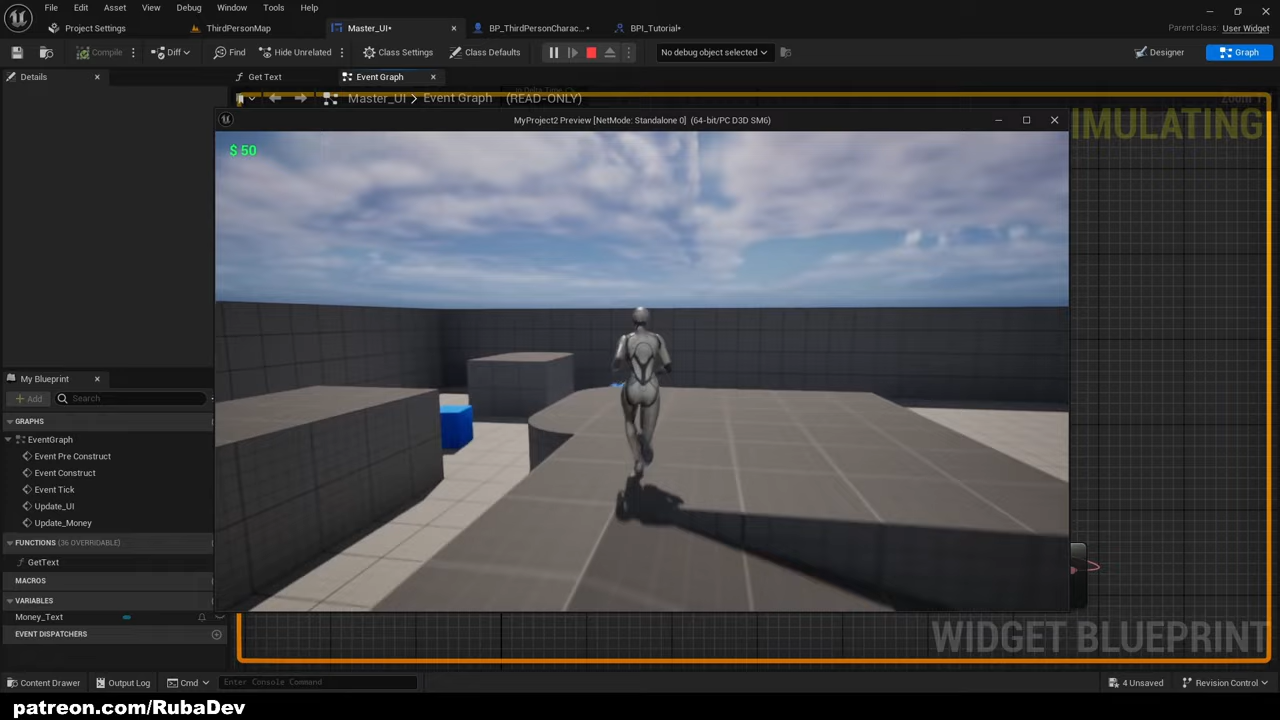 File Edit Asset View Debug Window Tools Help
Parent class: User Widget
Project Settings ThirdPersonMap Master_UI• BP_ThirdPersonCharac...• BPI_Tutorial•
Compile Diff Find Hide Unrelated Class Settings Class Defaults No debug object selected Designer Graph
Details Get Text Event Graph
Master_UI > Event Graph (READ-ONLY)
MyProject2 Preview [NetMode: Standalone 0] (64-bit/PC D3D SM6)
IMULATING
$ 50
My Blueprint
+ Add Search
GRAPHS
EventGraph
Event Pre Construct
Event Construct
Event Tick
Update_UI
Update_Money
FUNCTIONS (36 OVERRIDABLE)
GetText
MACROS
VARIABLES
Money_Text
EVENT DISPATCHERS
WIDGET BLUEPRINT
Content Drawer Output Log Cmd Enter Console Command 4 Unsaved Revision Control
patreon.com/RubaDev